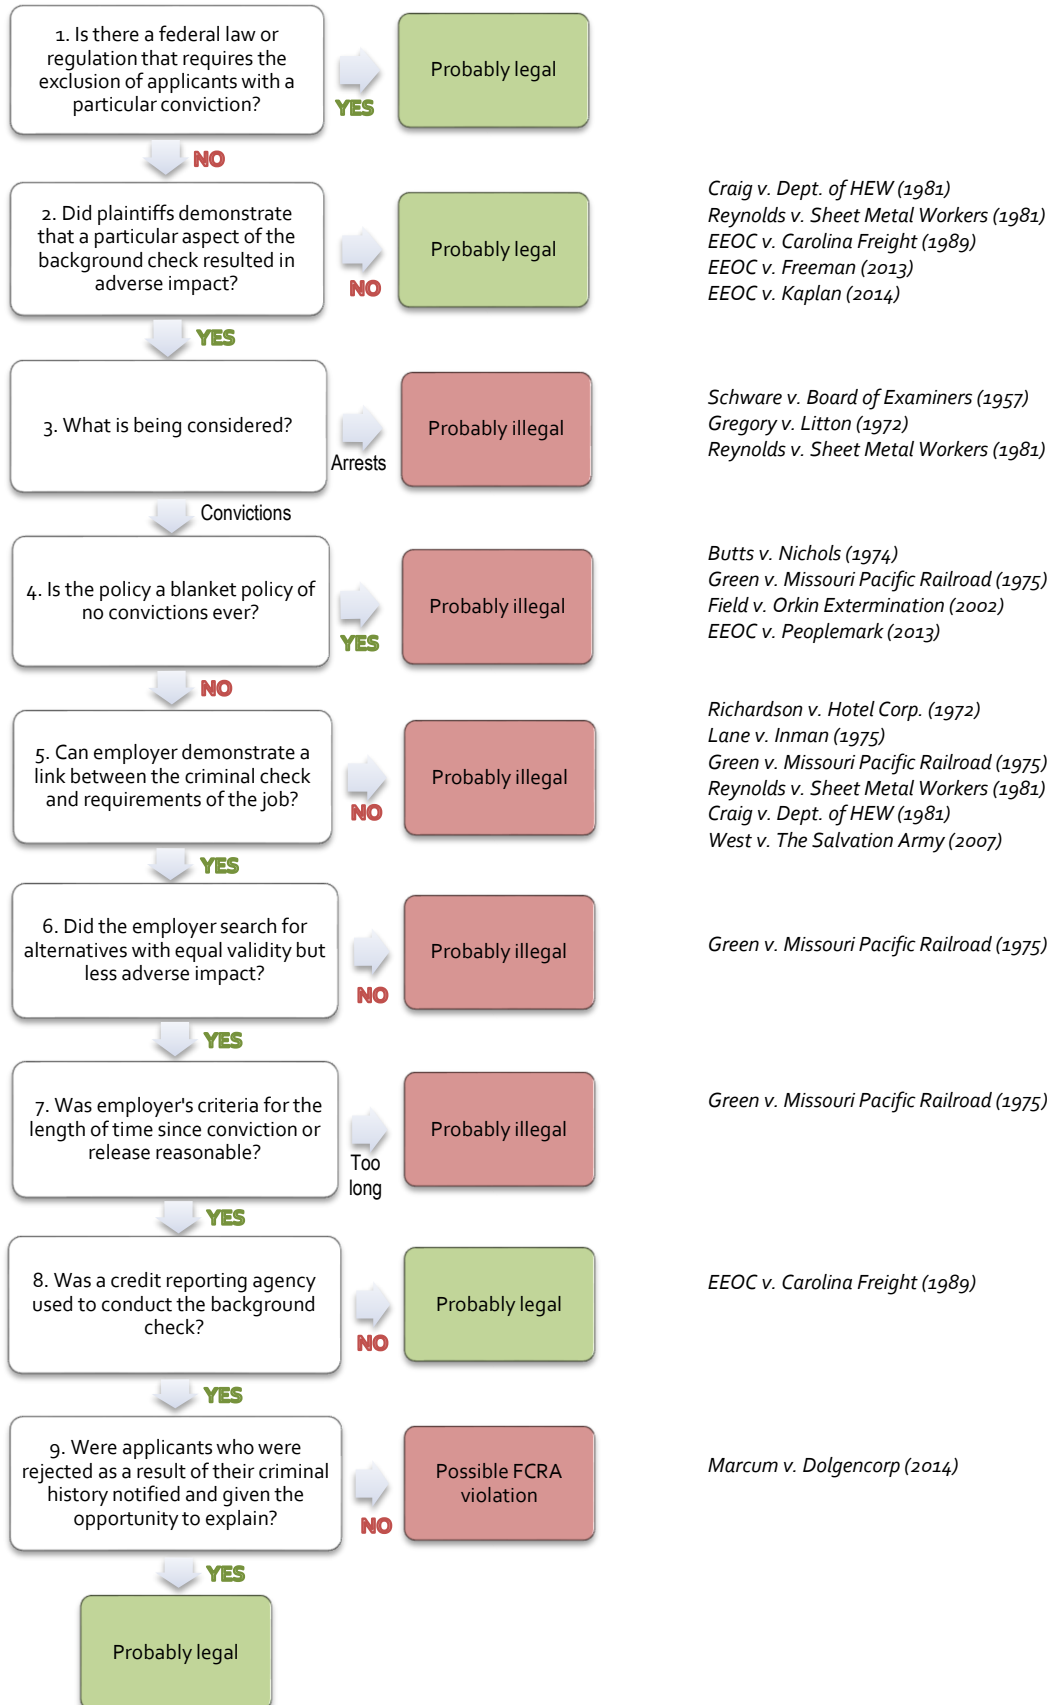 1. Is there a federal law or
regulation that requires the
exclusion of applicants with a
particular conviction?
YES
Probably legal
NO
2. Did plaintiffs demonstrate
that a particular aspect of the
background check resulted in
adverse impact?
NO
Probably legal
Craig v. Dept. of HEW (1981)
Reynolds v. Sheet Metal Workers (1981)
EEOC v. Carolina Freight (1989)
EEOC v. Freeman (2013)
EEOC v. Kaplan (2014)
YES
3. What is being considered?
Arrests
Probably illegal
Schware v. Board of Examiners (1957)
Gregory v. Litton (1972)
Reynolds v. Sheet Metal Workers (1981)
Convictions
4. Is the policy a blanket policy of
no convictions ever?
YES
Probably illegal
Butts v. Nichols (1974)
Green v. Missouri Pacific Railroad (1975)
Field v. Orkin Extermination (2002)
EEOC v. Peoplemark (2013)
NO
5. Can employer demonstrate a
link between the criminal check
and requirements of the job?
NO
Probably illegal
Richardson v. Hotel Corp. (1972)
Lane v. Inman (1975)
Green v. Missouri Pacific Railroad (1975)
Reynolds v. Sheet Metal Workers (1981)
Craig v. Dept. of HEW (1981)
West v. The Salvation Army (2007)
YES
6. Did the employer search for
alternatives with equal validity but
less adverse impact?
NO
Probably illegal
Green v. Missouri Pacific Railroad (1975)
YES
7. Was employer's criteria for the
length of time since conviction or
release reasonable?
Too
long
Probably illegal
Green v. Missouri Pacific Railroad (1975)
YES
8. Was a credit reporting agency
used to conduct the background
check?
NO
Probably legal
EEOC v. Carolina Freight (1989)
YES
9. Were applicants who were
rejected as a result of their criminal
history notified and given the
opportunity to explain?
NO
Possible FCRA
violation
Marcum v. Dolgencorp (2014)
YES
Probably legal